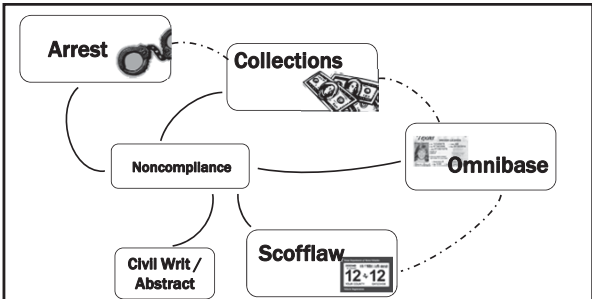 Arrest
Collections
Noncompliance
Omnibase
Civil Writ /
Abstract
Scofflaw
12 12